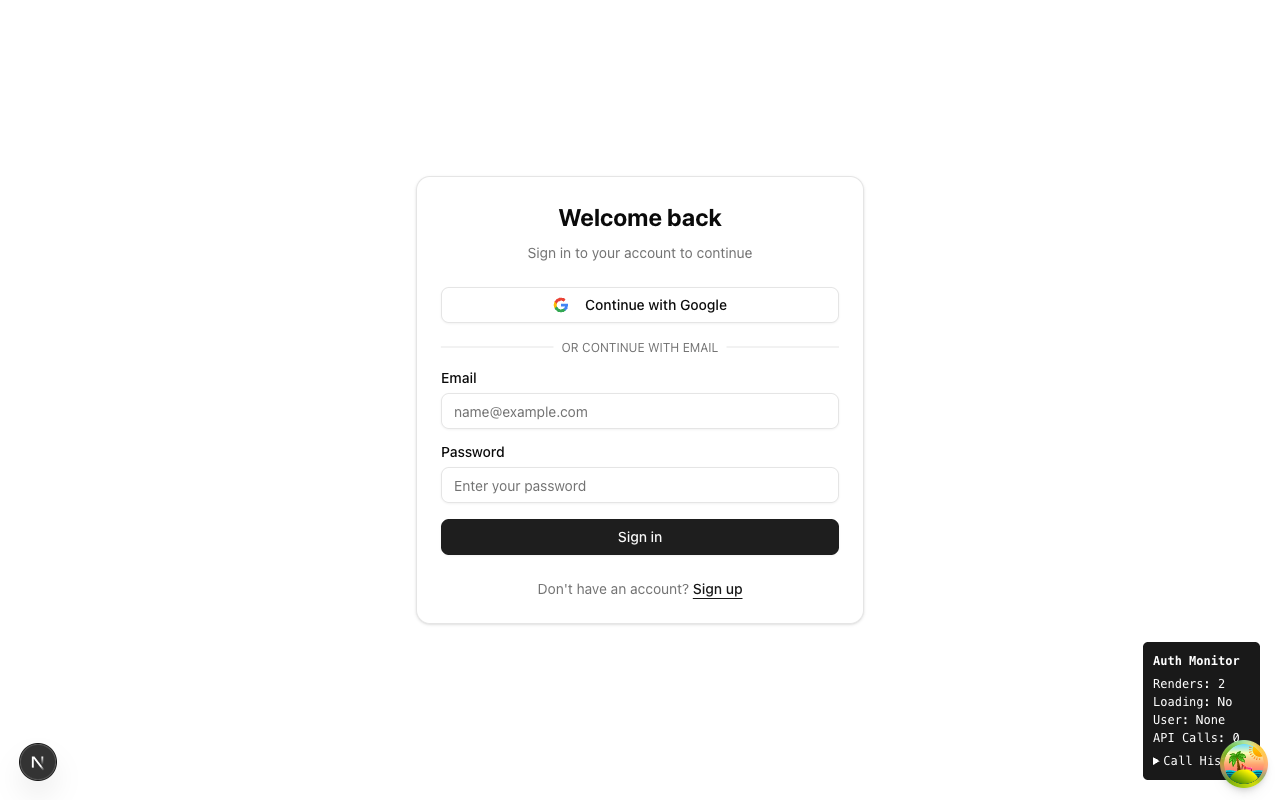 Welcome back
Sign in to your account to continue
Continue with Google
OR CONTINUE WITH EMAIL
Email
name@example.com
Password
Enter your password
Sign in
Don't have an account? Sign up
Auth Monitor
Renders: 2
Loading: No
User: None
API Calls: 0
Call His
N